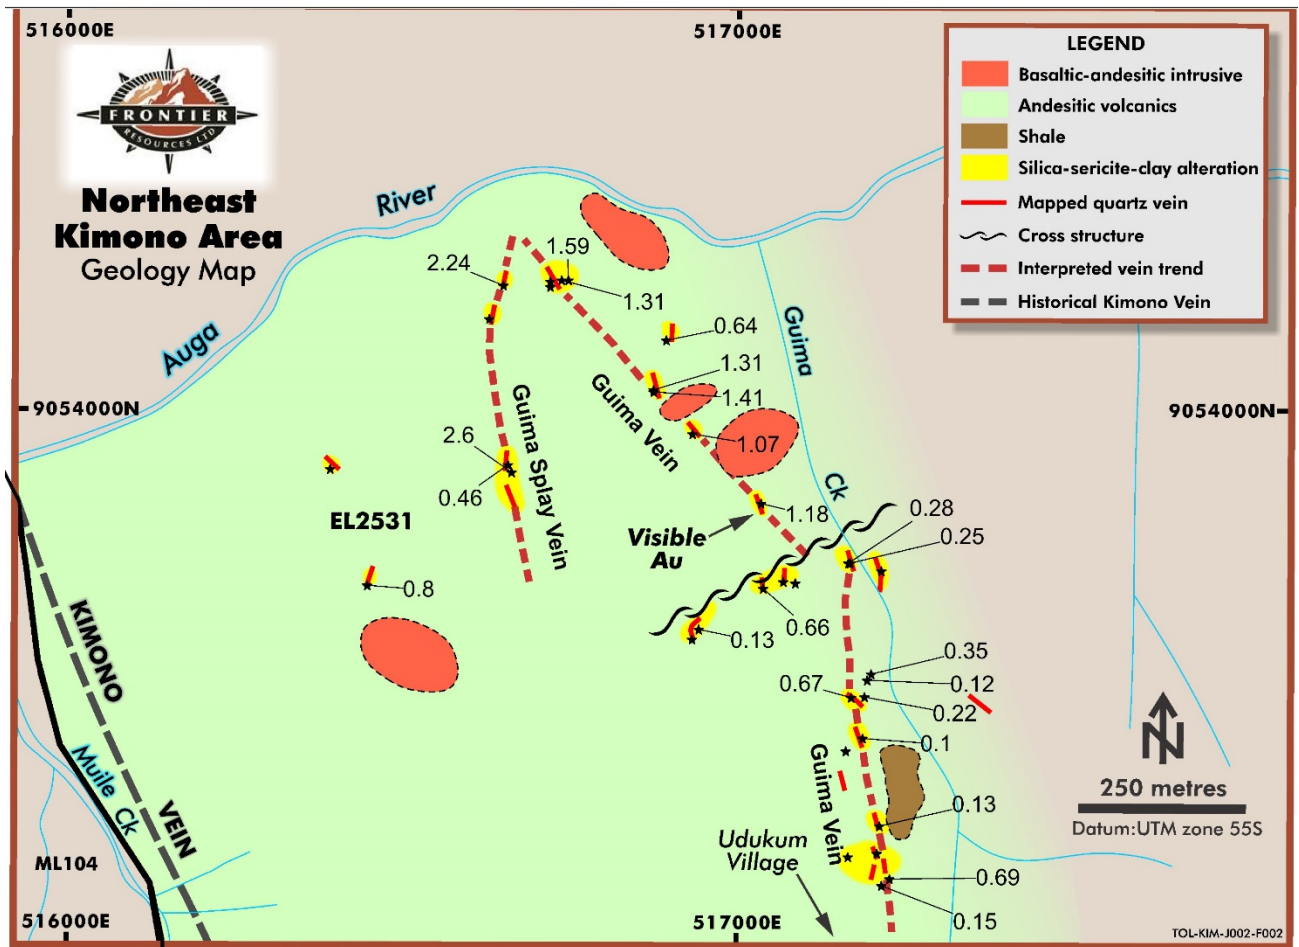 516000E
517000E
FRONTIER
RESOURCES LTD
Northeast
Kimono Area
Geology Map
LEGEND
Basaltic-andesitic intrusive
Andesitic volcanics
Shale
Silica-sericite-clay alteration
Mapped quartz vein
Cross structure
Interpreted vein trend
Historical Kimono Vein
River
Auga
2.24
1.59
1.31
0.64
Guima
1.31
1.41
9054000N
9054000N
Guima Vein
Guima Splay Vein
2.6
1.07
0.46
EL2531
Ck
1.18
Visible
Au
0.28
0.25
0.8
0.66
0.13
KIMONO
0.35
0.12
0.67
0.22
0.1
Muile Ck
Guima Vein
N
250 metres
Datum:UTM zone 55S
VEIN
0.13
Udukum
Village
ML104
0.69
0.15
516000E
517000E
TOL-KIM-J002-F002